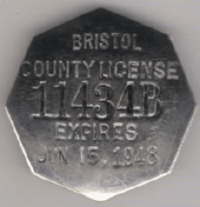 BRISTOL
COUNTY LICENSE
11434B
EXPIRES
JUN 15, 1948